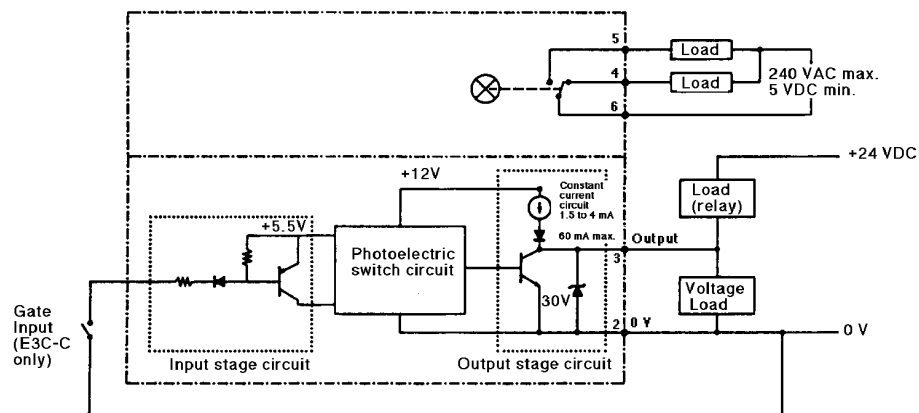 5
Load
4
Load
240 VAC max.
5 VDC min.
6
+12V
Constant
current
circuit
1.5 to 4 mA
+24 VDC
Load
(relay)
+5.5V
Photoelectric
switch circuit
60 mA max.
Output
3
30V
Voltage
Load
Gate
Input
(E3C-C
only)
2
0 V
0 V
Input stage circuit
Output stage circuit